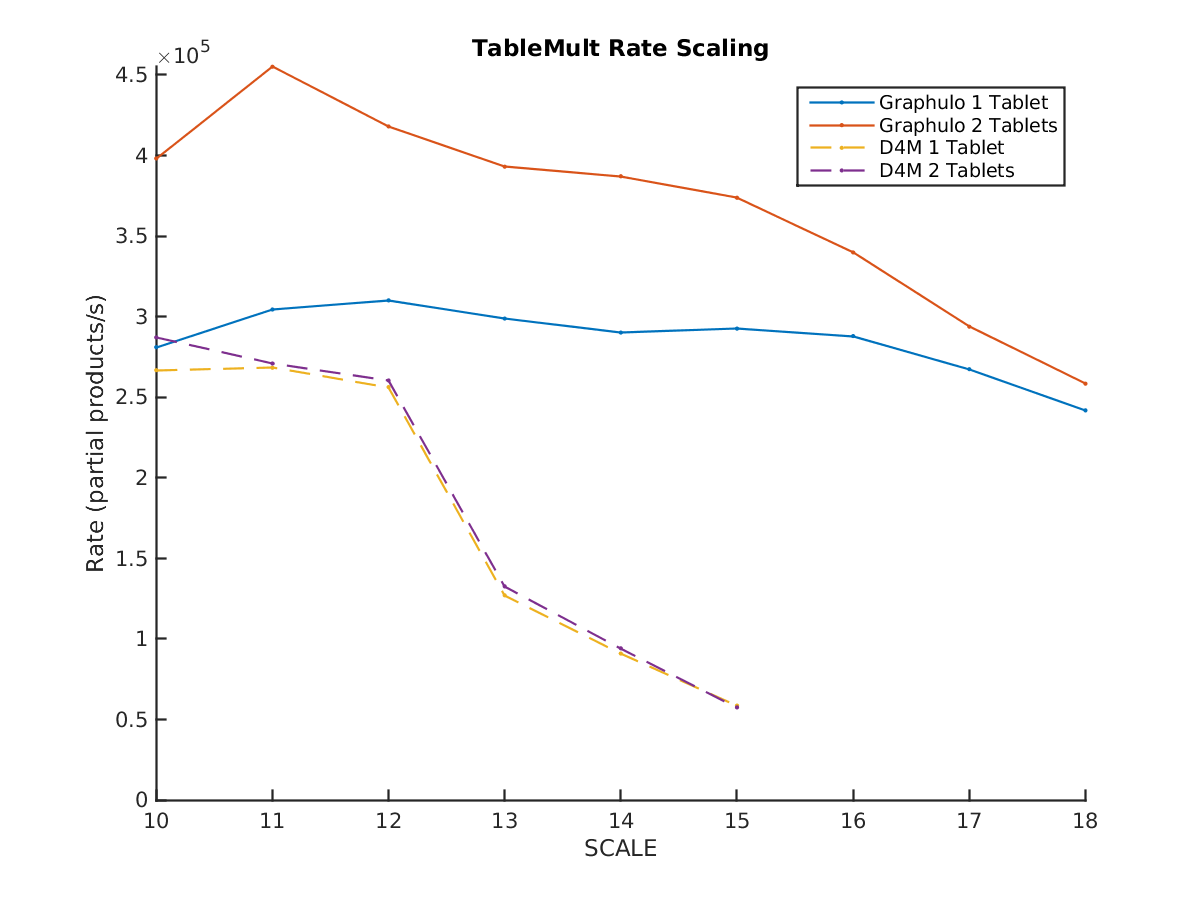 TableMult Rate Scaling
×10⁵
4.5
4
3.5
3
2.5
2
1.5
1
0.5
0
Rate (partial products/s)
Graphulo 1 Tablet
Graphulo 2 Tablets
D4M 1 Tablet
D4M 2 Tablets
10 11 12 13 14 15 16 17 18
SCALE